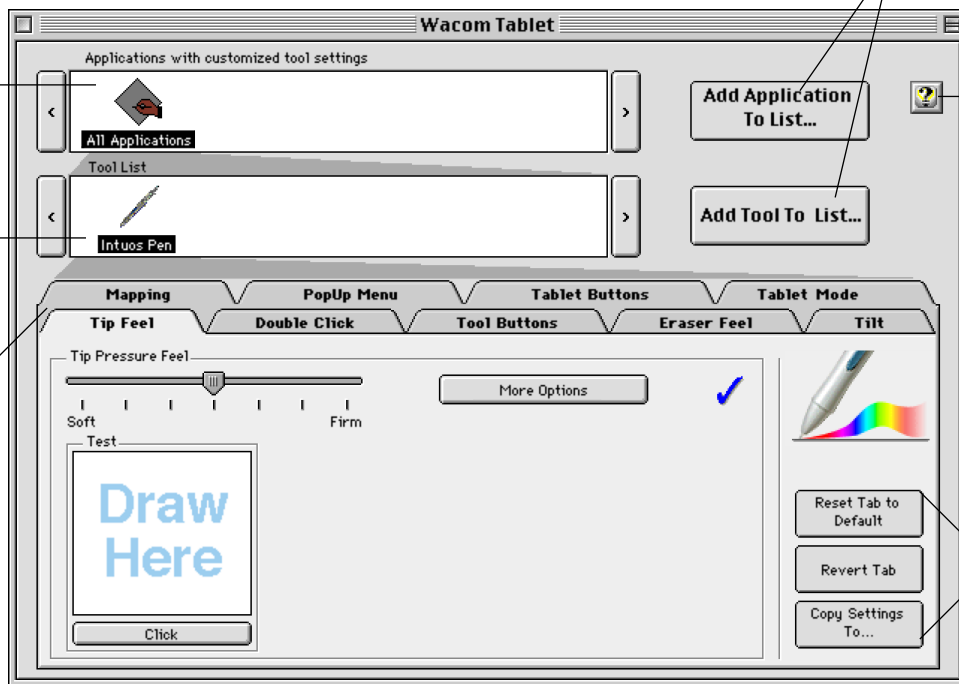 Wacom Tablet
Applications with customized tool settings
<
All Applications
>
Add Application
To List...
?
Tool List
<
Intuos Pen
>
Add Tool To List...
Mapping
PopUp Menu
Tablet Buttons
Tablet Mode
Tip Feel
Double Click
Tool Buttons
Eraser Feel
Tilt
Tip Pressure Feel
More Options
Soft
Firm
Test
Draw
Here
Click
Reset Tab to
Default
Revert Tab
Copy Settings
To...